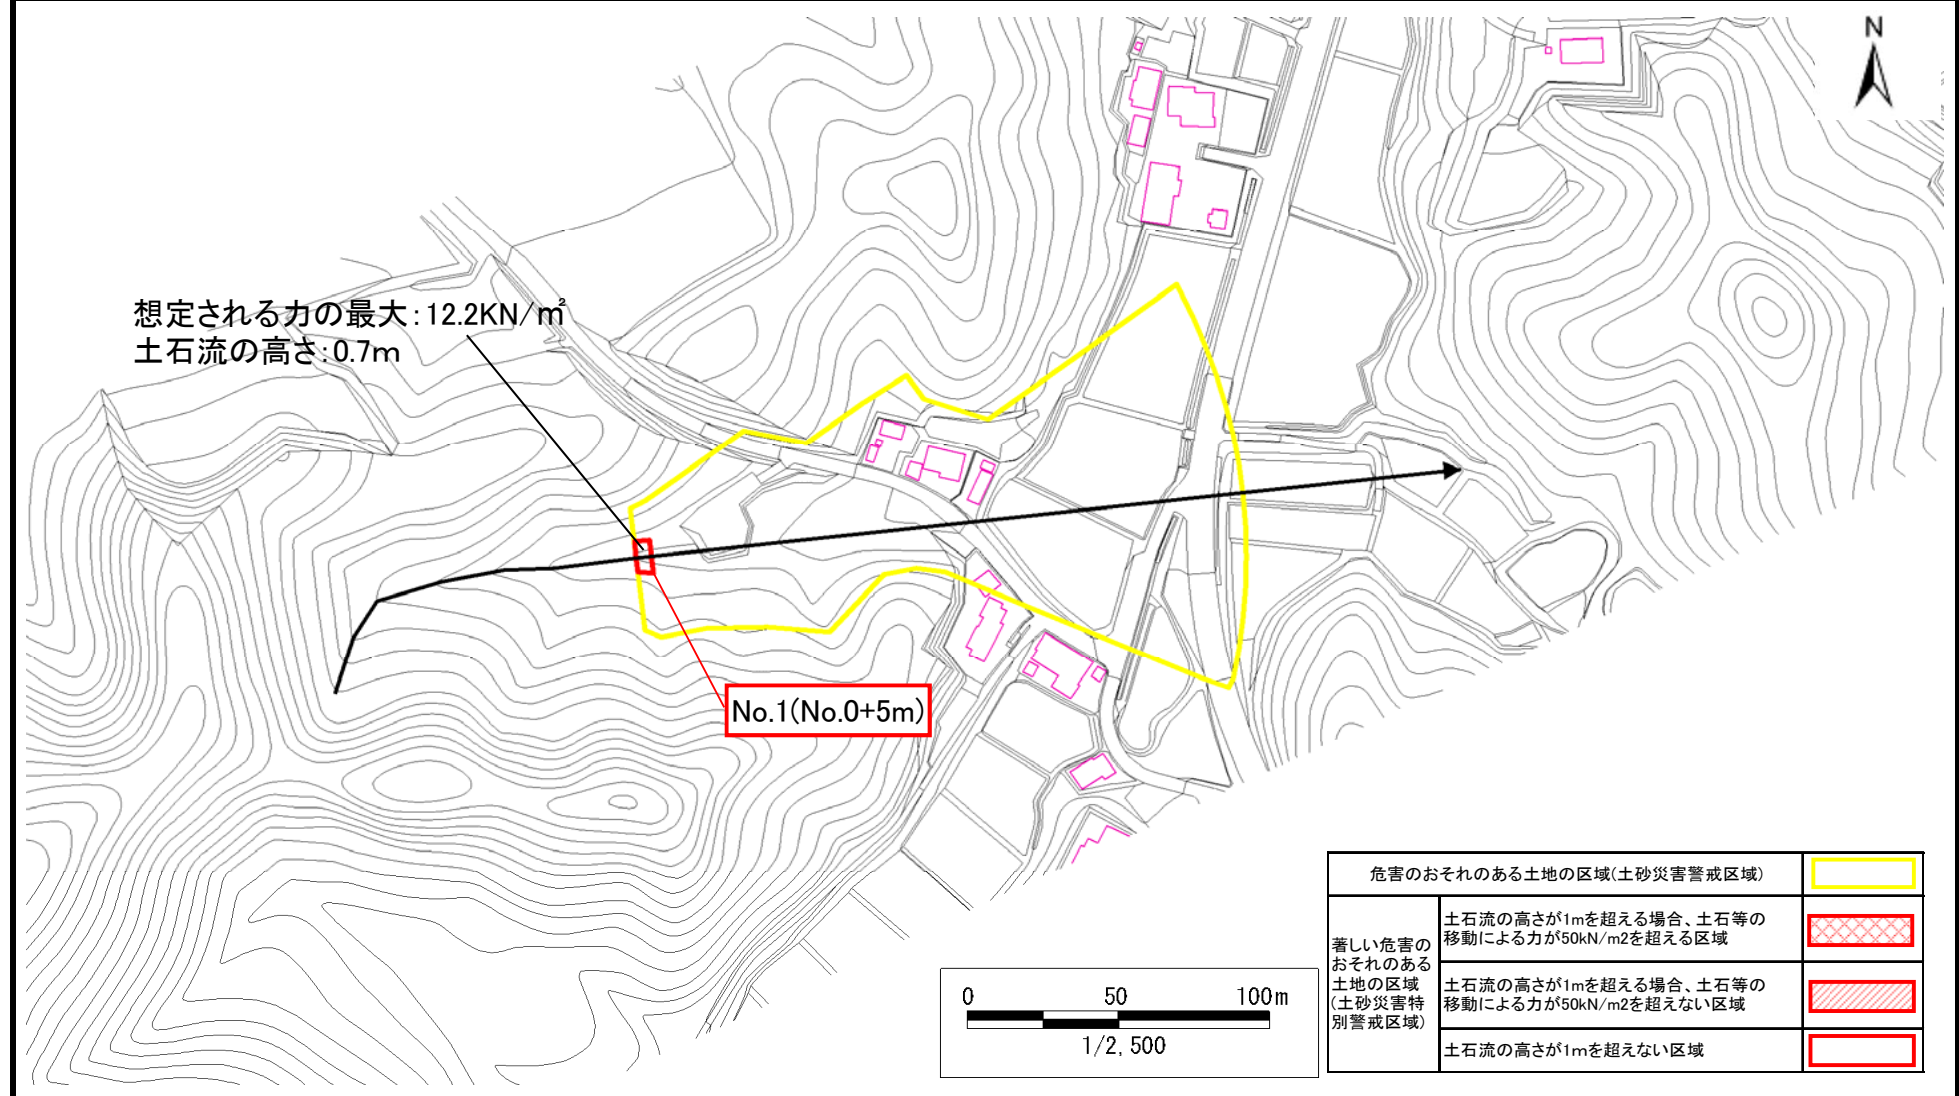 N
想定される力の最大：12.2KN/㎡
土石流の高さ：0.7m
No.1(No.0+5m)
危害のおそれのある土地の区域(土砂災害警戒区域)
著しい危害の
おそれのある
土地の区域
(土砂災害特
別警戒区域)
土石流の高さが1mを超える場合、土石等の
移動による力が50kN/m2を超える区域
土石流の高さが1mを超える場合、土石等の
移動による力が50kN/m2を超えない区域
土石流の高さが1mを超えない区域
0 50 100m
1/2,500